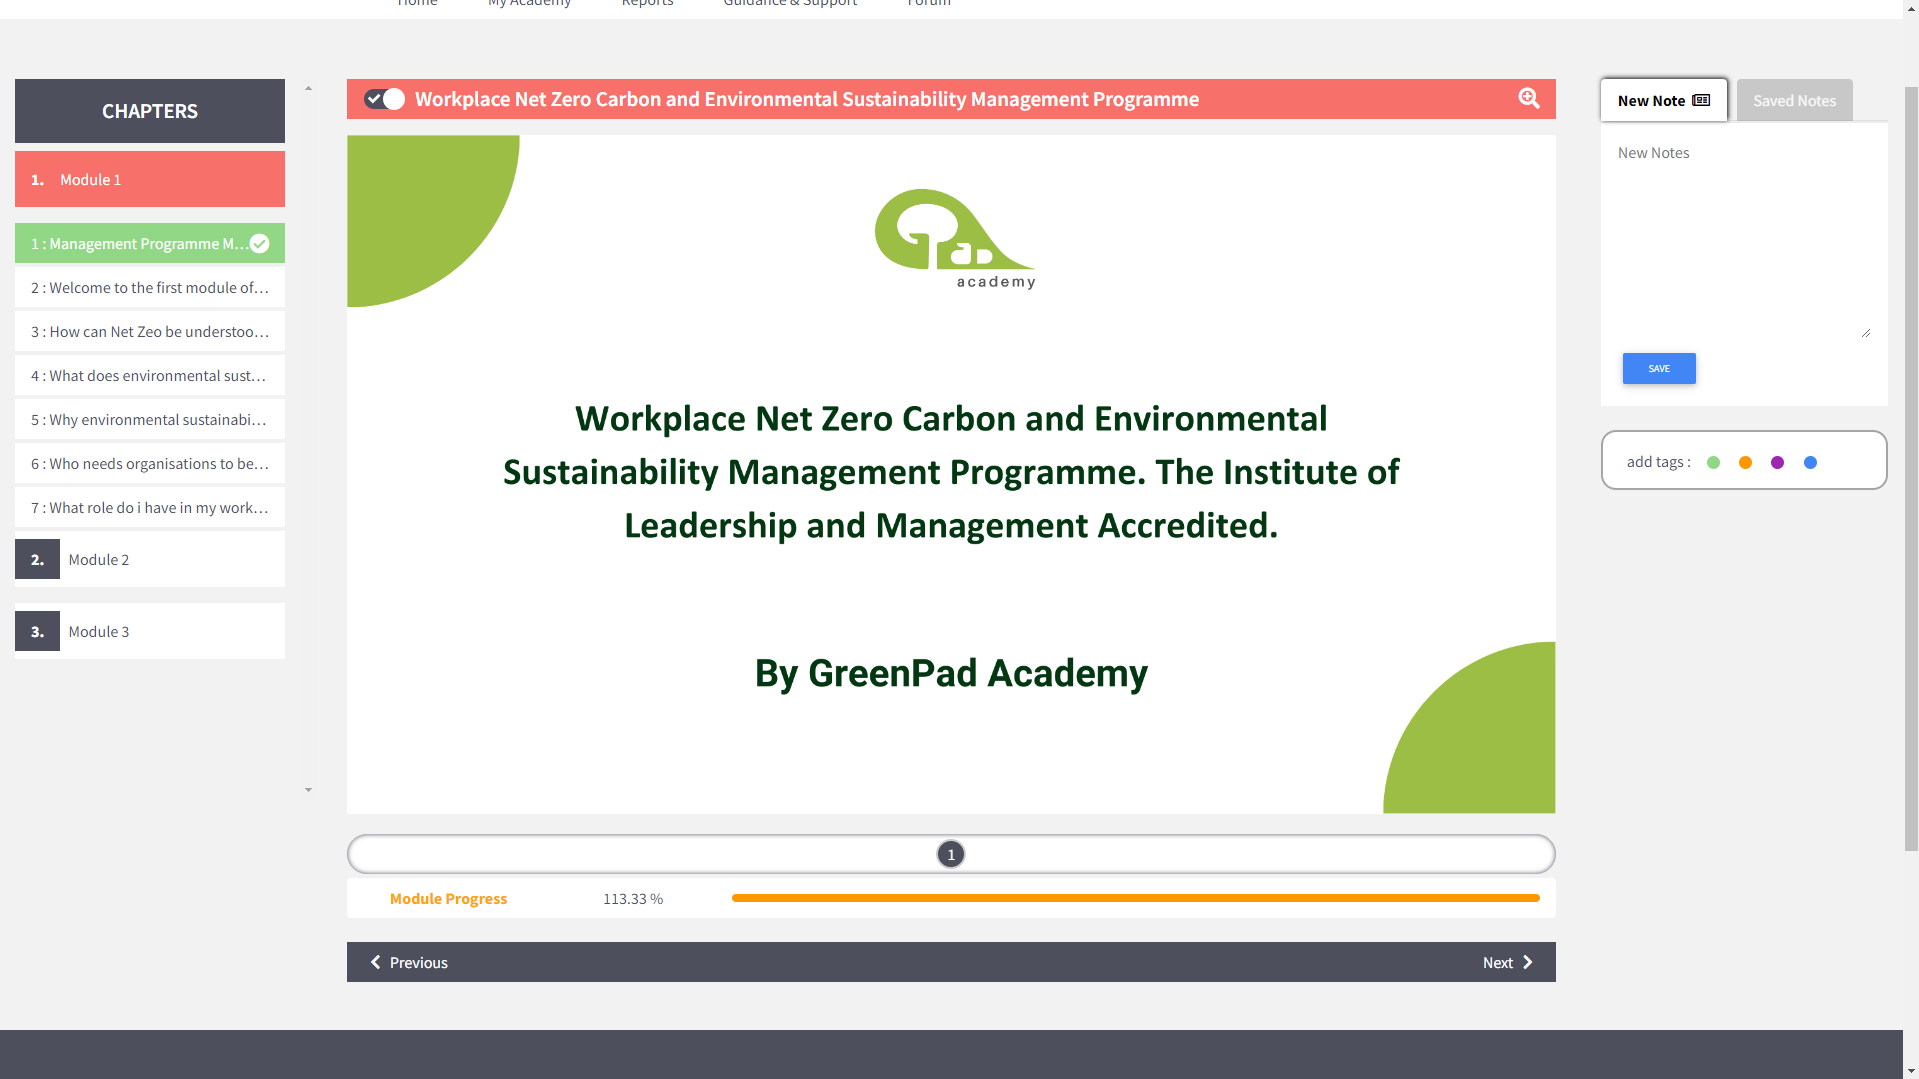 Home My Academy Reports Guidance & Support Forum
CHAPTERS
1. Module 1
1 : Management Programme M...
2 : Welcome to the first module of...
3 : How can Net Zeo be understoo...
4 : What does environmental sust...
5 : Why environmental sustainabi...
6 : Who needs organisations to be...
7 : What role do i have in my work...
2. Module 2
3. Module 3
Workplace Net Zero Carbon and Environmental Sustainability Management Programme
GPad
academy
Workplace Net Zero Carbon and Environmental
Sustainability Management Programme. The Institute of
Leadership and Management Accredited.
By GreenPad Academy
1
Module Progress 113.33 %
Previous Next
New Note Saved Notes
New Notes
SAVE
add tags :